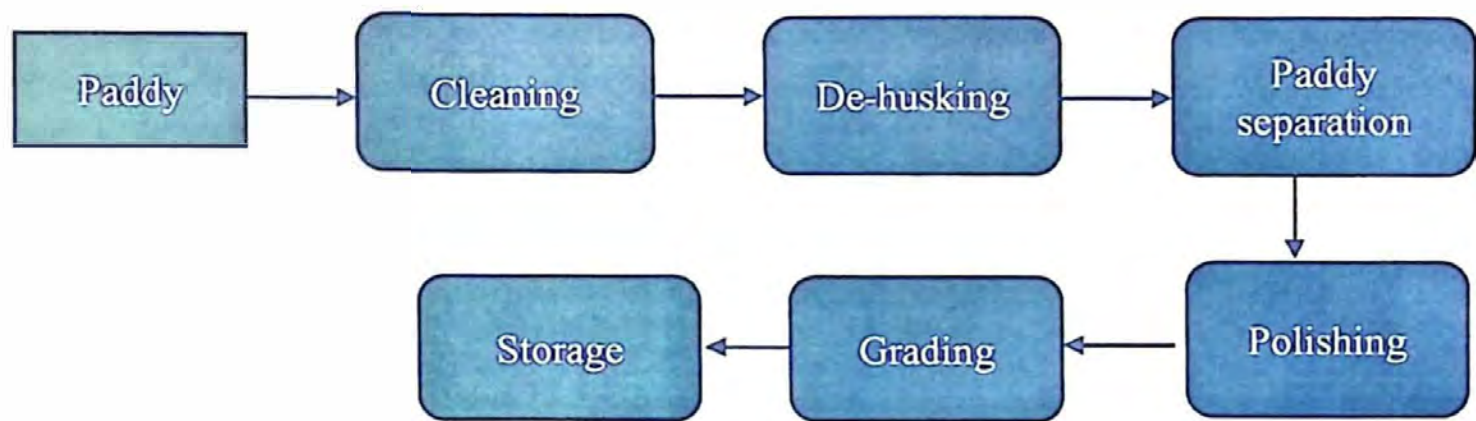 Paddy
Cleaning
De-husking
Paddy
separation
Polishing
Grading
Storage